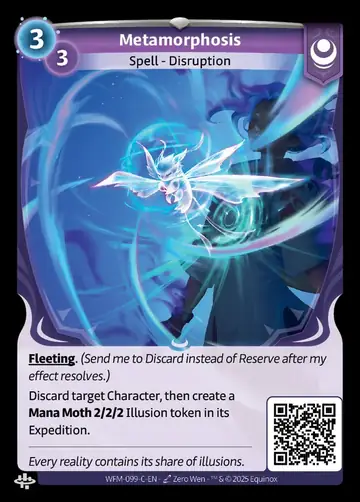 3
Metamorphosis
3
Spell - Disruption
Fleeting. (Send me to Discard instead of Reserve after my
effect resolves.)
Discard target Character, then create a
Mana Moth 2/2/2 Illusion token in its
Expedition.
Every reality contains its share of illusions.
WFM-099-C-EN - Zero Wen - ™ & © 2025 Equinox